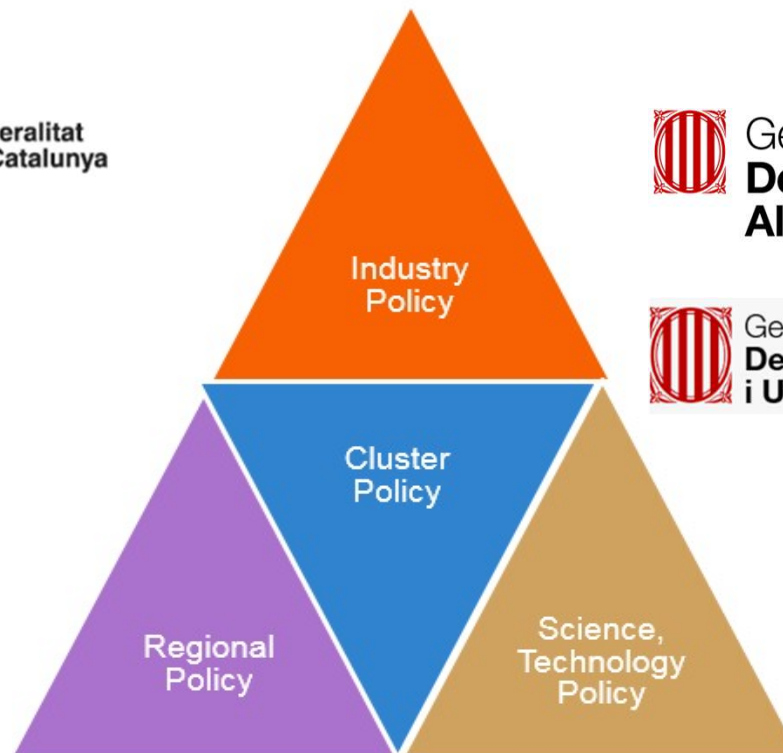 eralitat
Catalunya
Ge
De
Al
Ge
De
i U
Industry
Policy
Cluster
Policy
Regional
Policy
Science,
Technology
Policy